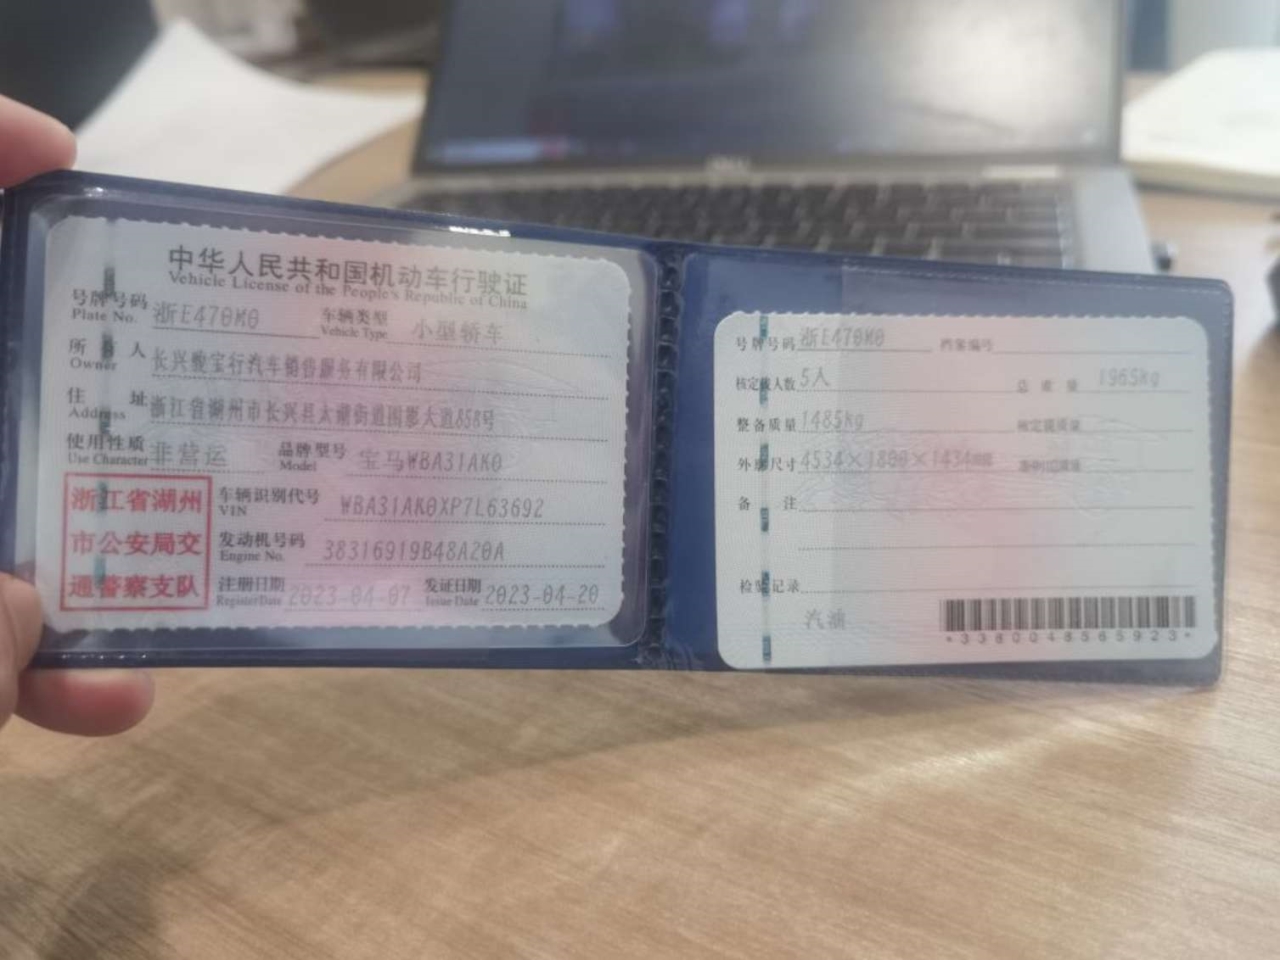 中华人民共和国机动车行驶证
Vehicle License of the People's Republic of China
号牌号码 浙E470M0 车辆类型 小型轿车
Plate No. Vehicle Type
所有人 长兴骏宝行汽车销售服务有限公司
Owner
住址 浙江省湖州市长兴县太湖街道图影大道858号
Address
使用性质 非营运 品牌型号 宝马WBA31AK0
Use Character Model
浙江省湖州
市公安局交
通警察支队
车辆识别代号 WBA31AK0XP7L63692
VIN
发动机号码 38316919B48A20A
Engine No.
注册日期 2023-04-07 发证日期 2023-04-20
Register Date Issue Date
号牌号码 浙E470M0 档案编号
核定载人数 5人 总质量 1965kg
整备质量 1485kg 核定载质量
外廓尺寸 4534×1800×1434mm
备注
检验记录
汽油
*3380048565923*
DELL